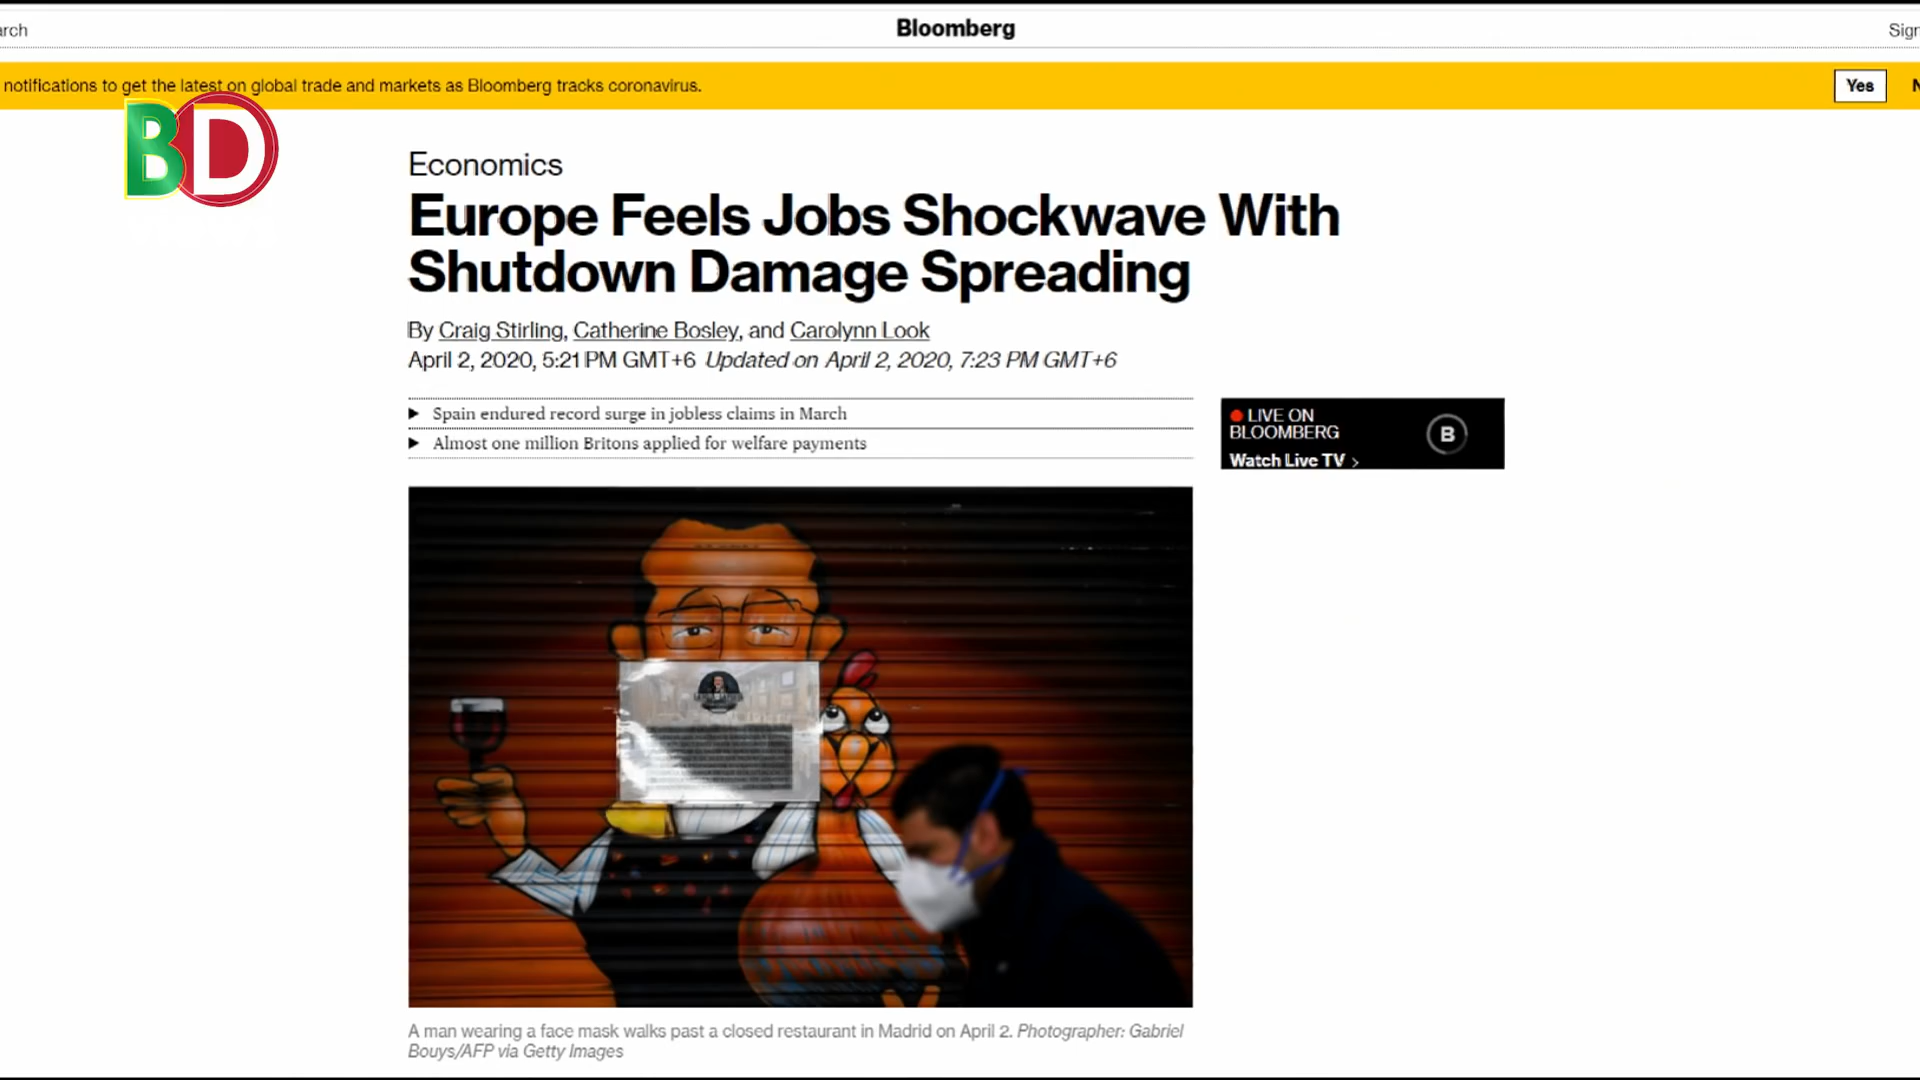 arch
Bloomberg
Sign
notifications to get the latest on global trade and markets as Bloomberg tracks coronavirus.
Yes
N
BD
Economics
Europe Feels Jobs Shockwave With
Shutdown Damage Spreading
By Craig Stirling, Catherine Bosley, and Carolynn Look
April 2, 2020, 5:21 PM GMT+6 Updated on April 2, 2020, 7:23 PM GMT+6
Spain endured record surge in jobless claims in March
Almost one million Britons applied for welfare payments
LIVE ON
BLOOMBERG
B
Watch Live TV
A man wearing a face mask walks past a closed restaurant in Madrid on April 2. Photographer: Gabriel
Bouys/AFP via Getty Images